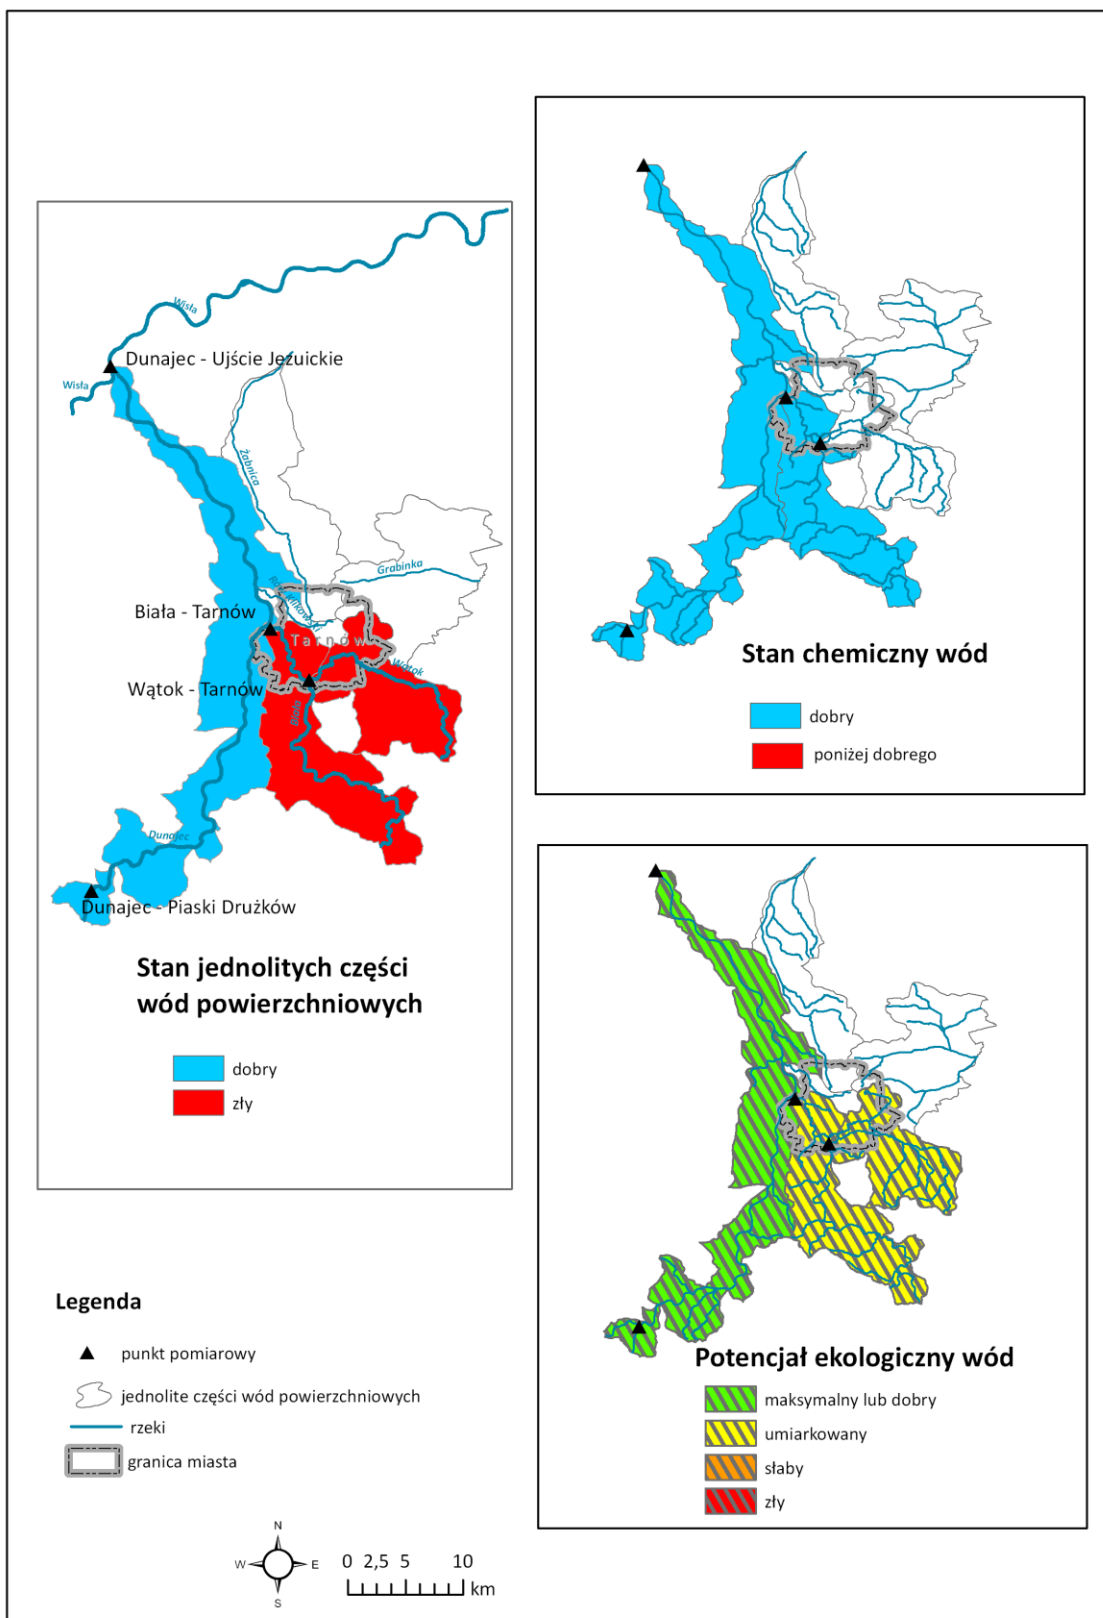 Wisła
Dunajec - Ujście Jezuickie
Wisła
Żabnica
Grabinka
Biała - Tarnów
Tarnów
Wątok
Wątok - Tarnów
Biała
Dunajec
Dunajec - Piaski Drużków
Stan jednolitych części
wód powierzchniowych
dobry
zły
Stan chemiczny wód
dobry
poniżej dobrego
Potencjał ekologiczny wód
maksymalny lub dobry
umiarkowany
słaby
zły
Legenda
punkt pomiarowy
jednolite części wód powierzchniowych
rzeki
granica miasta
N
W
E
S
0 2,5 5 10
km